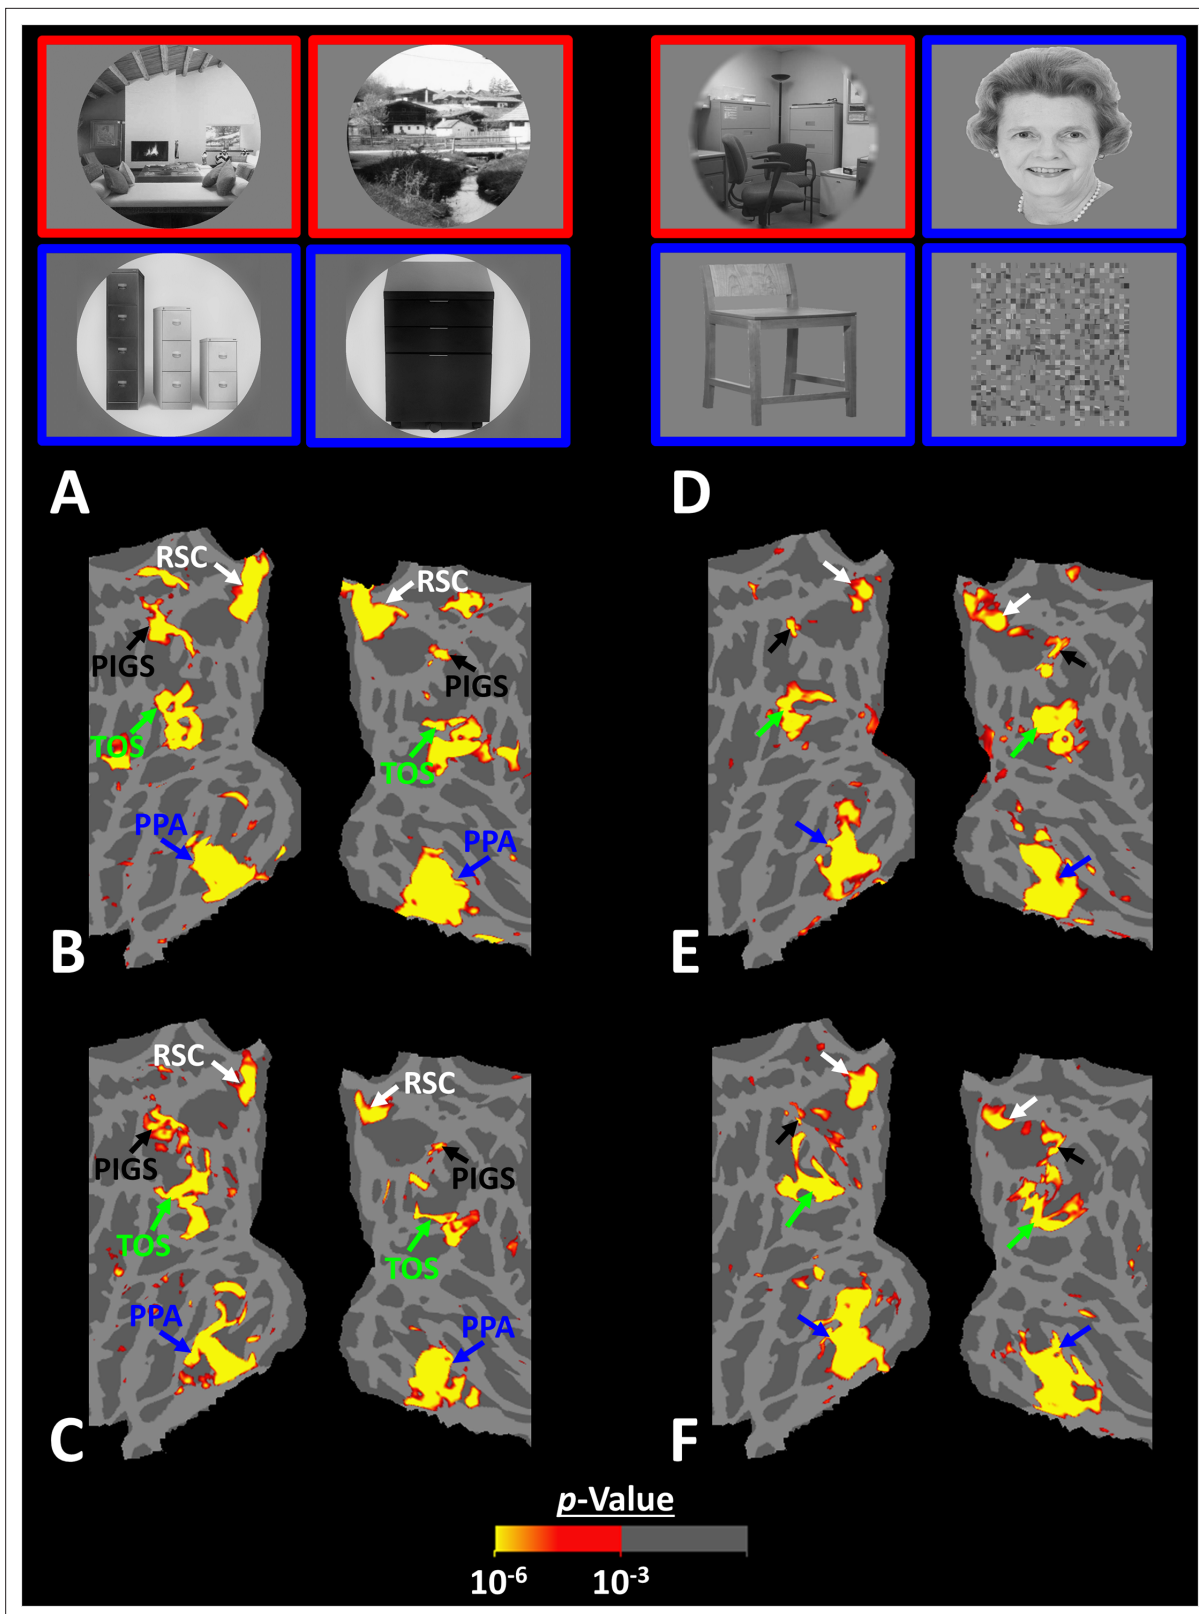 A
D
RSC
RSC
PIGS
PIGS
TOS
TOS
PPA
PPA
B
E
RSC
RSC
PIGS
PIGS
TOS
TOS
PPA
PPA
C
F
p-Value
10-6 10-3